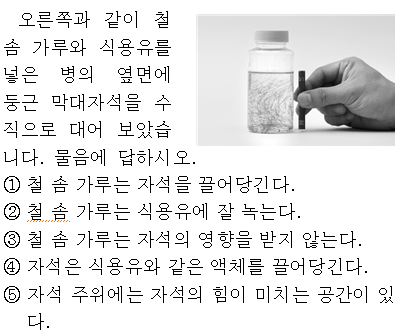 오른쪽과 같이 철
솜 가루와 식용유를
넣은 병의 옆면에
둥근 막대자석을 수
직으로 대어 보았습
니다. 물음에 답하시오.
① 철 솜 가루는 자석을 끌어당긴다.
② 철 솜 가루는 식용유에 잘 녹는다.
③ 철 솜 가루는 자석의 영향을 받지 않는다.
④ 자석은 식용유와 같은 액체를 끌어당긴다.
⑤ 자석 주위에는 자석의 힘이 미치는 공간이 있
다.